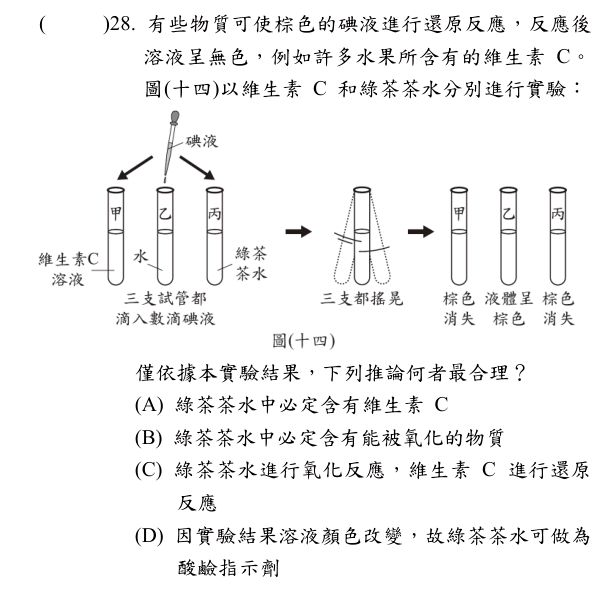 (　　)28. 有些物質可使棕色的碘液進行還原反應，反應後
溶液呈無色，例如許多水果所含有的維生素 C。
圖(十四)以維生素 C 和綠茶茶水分別進行實驗：
碘液
甲 乙 丙 甲 乙 丙
維生素C
溶液
水
綠茶
茶水
三支試管都
滴入數滴碘液
三支都搖晃
棕色
消失
液體呈
棕色
棕色
消失
圖(十四)
僅依據本實驗結果，下列推論何者最合理？
(A) 綠茶茶水中必定含有維生素 C
(B) 綠茶茶水中必定含有能被氧化的物質
(C) 綠茶茶水進行氧化反應，維生素 C 進行還原
反應
(D) 因實驗結果溶液顏色改變，故綠茶茶水可做為
酸鹼指示劑